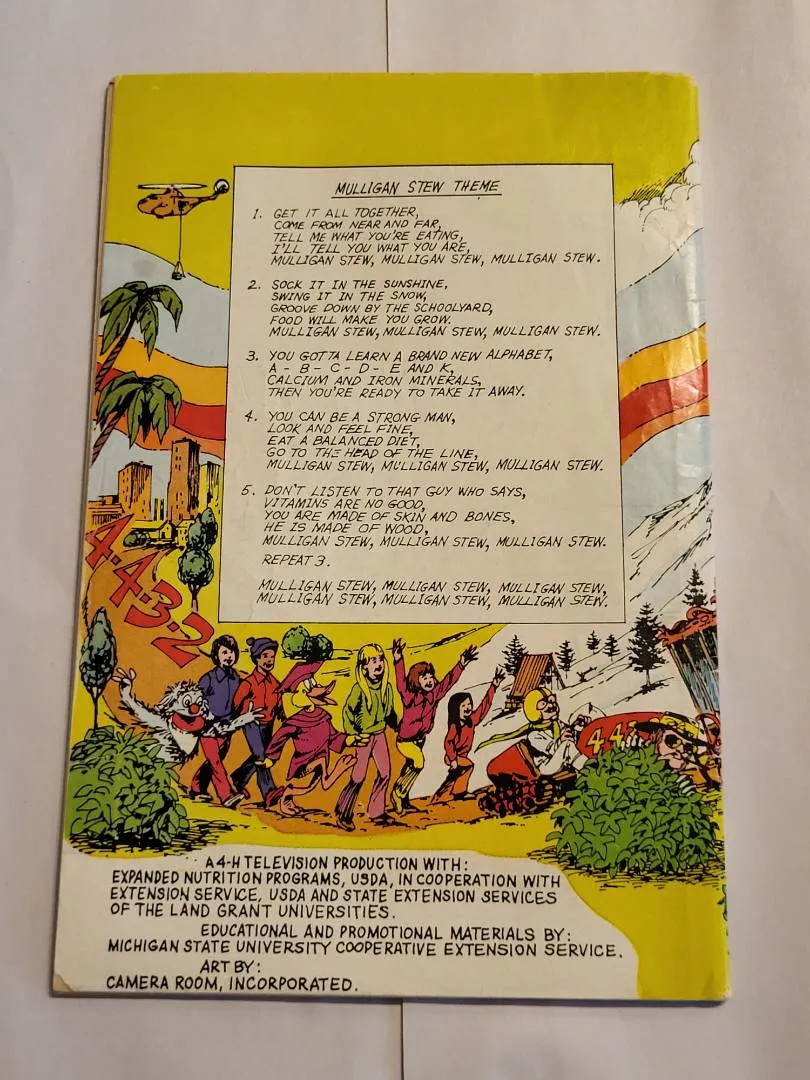 MULLIGAN STEW THEME
1. GET IT ALL TOGETHER,
COME FROM NEAR AND FAR,
TELL ME WHAT YOU'RE EATING,
I'LL TELL YOU WHAT YOU ARE,
MULLIGAN STEW, MULLIGAN STEW, MULLIGAN STEW.
2. SOCK IT IN THE SUNSHINE,
SWING IT IN THE SNOW,
GROOVE DOWN BY THE SCHOOLYARD,
FOOD WILL MAKE YOU GROW.
MULLIGAN STEW, MULLIGAN STEW, MULLIGAN STEW.
3. YOU GOTTA LEARN A BRAND NEW ALPHABET,
A - B - C - D - E AND K,
CALCIUM AND IRON MINERALS,
THEN YOU'RE READY TO TAKE IT AWAY.
4. YOU CAN BE A STRONG MAN,
LOOK AND FEEL FINE,
EAT A BALANCED DIET,
GO TO THE HEAD OF THE LINE,
MULLIGAN STEW, MULLIGAN STEW, MULLIGAN STEW.
5. DON'T LISTEN TO THAT GUY WHO SAYS,
VITAMINS ARE NO GOOD,
YOU ARE MADE OF SKIN AND BONES,
HE IS MADE OF WOOD,
MULLIGAN STEW, MULLIGAN STEW, MULLIGAN STEW.
REPEAT 3.
MULLIGAN STEW, MULLIGAN STEW, MULLIGAN STEW,
MULLIGAN STEW, MULLIGAN STEW, MULLIGAN STEW.
4.4.3.2
4.4
A 4-H TELEVISION PRODUCTION WITH:
EXPANDED NUTRITION PROGRAMS, USDA, IN COOPERATION WITH
EXTENSION SERVICE, USDA AND STATE EXTENSION SERVICES
OF THE LAND GRANT UNIVERSITIES.
EDUCATIONAL AND PROMOTIONAL MATERIALS BY:
MICHIGAN STATE UNIVERSITY COOPERATIVE EXTENSION SERVICE.
ART BY:
CAMERA ROOM, INCORPORATED.